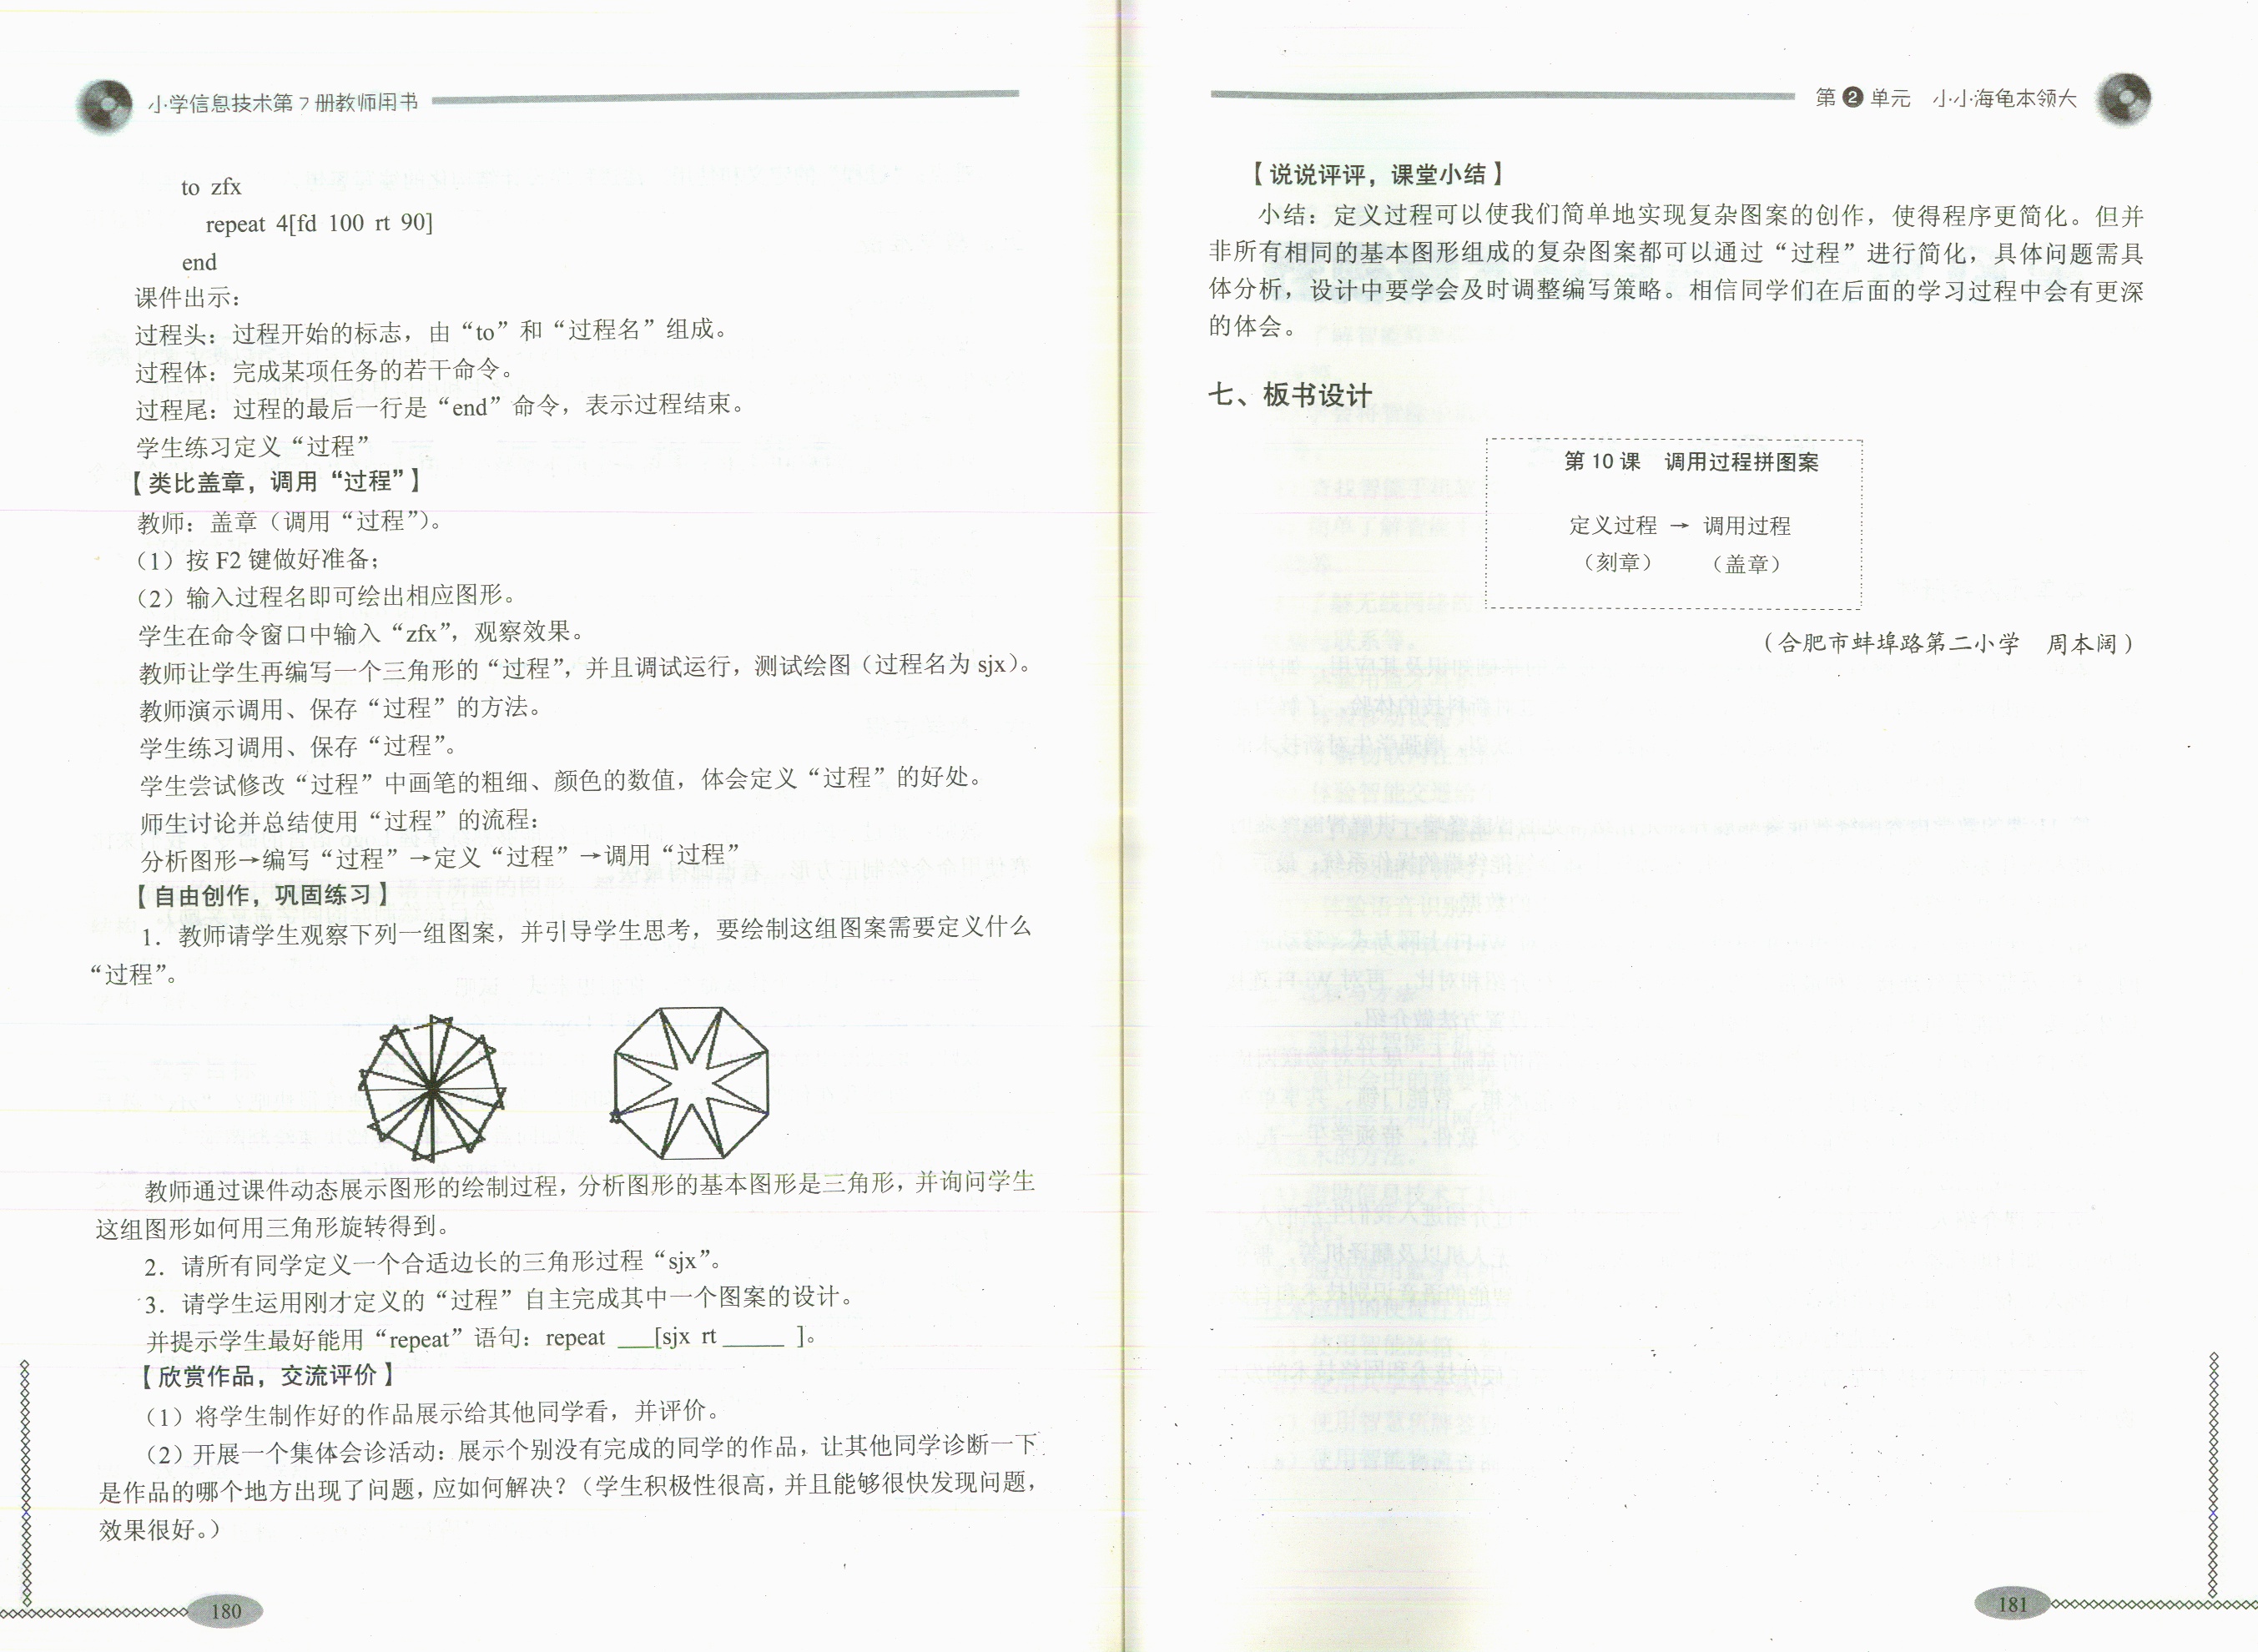 小学信息技术第7册教师用书
to zfx
repeat 4[fd 100 rt 90]
end
课件出示：
过程头：过程开始的标志，由“to”和“过程名”组成。
过程体：完成某项任务的若干命令。
过程尾：过程的最后一行是“end”命令，表示过程结束。
学生练习定义“过程”
【类比盖章，调用“过程”】
教师：盖章（调用“过程”）。
（1）按 F2 键做好准备；
（2）输入过程名即可绘出相应图形。
学生在命令窗口中输入“zfx”，观察效果。
教师让学生再编写一个三角形的“过程”，并且调试运行，测试绘图（过程名为 sjx）。
教师演示调用、保存“过程”的方法。
学生练习调用、保存“过程”。
学生尝试修改“过程”中画笔的粗细、颜色的数值，体会定义“过程”的好处。
师生讨论并总结使用“过程”的流程：
分析图形→编写“过程”→定义“过程”→调用“过程”
【自由创作，巩固练习】
1．教师请学生观察下列一组图案，并引导学生思考，要绘制这组图案需要定义什么
“过程”。
教师通过课件动态展示图形的绘制过程，分析图形的基本图形是三角形，并询问学生
这组图形如何用三角形旋转得到。
2．请所有同学定义一个合适边长的三角形过程“sjx”。
3．请学生运用刚才定义的“过程”自主完成其中一个图案的设计。
并提示学生最好能用“repeat”语句：repeat ___[sjx rt _____ ]。
【欣赏作品，交流评价】
（1）将学生制作好的作品展示给其他同学看，并评价。
（2）开展一个集体会诊活动：展示个别没有完成的同学的作品，让其他同学诊断一下
是作品的哪个地方出现了问题，应如何解决？（学生积极性很高，并且能够很快发现问题，
效果很好。）
180
第2单元 小小海龟本领大
【说说评评，课堂小结】
小结：定义过程可以使我们简单地实现复杂图案的创作，使得程序更简化。但并
非所有相同的基本图形组成的复杂图案都可以通过“过程”进行简化，具体问题需具
体分析，设计中要学会及时调整编写策略。相信同学们在后面的学习过程中会有更深
的体会。
七、板书设计
第 10 课 调用过程拼图案
定义过程 → 调用过程
（刻章） （盖章）
（合肥市蚌埠路第二小学 周本阔）
181